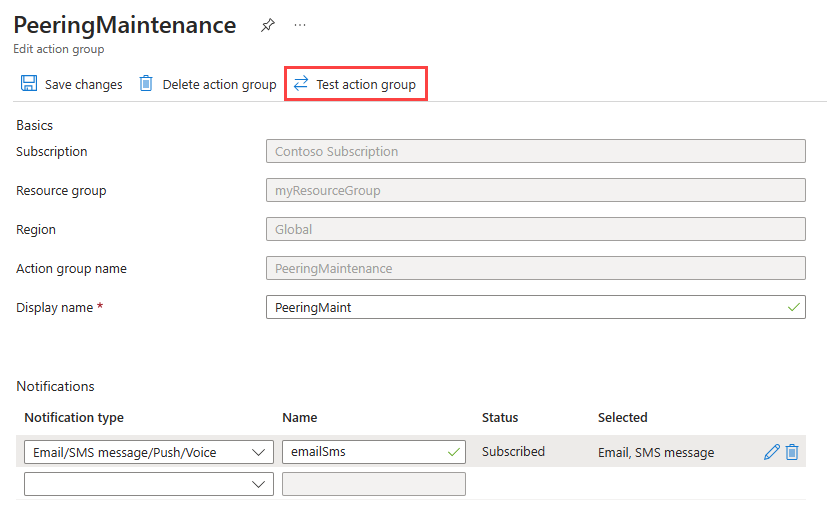 PeeringMaintenance
Edit action group
Save changes Delete action group Test action group
Basics
Subscription Contoso Subscription
Resource group myResourceGroup
Region Global
Action group name PeeringMaintenance
Display name * PeeringMaint
Notifications
Notification type Name Status Selected
Email/SMS message/Push/Voice emailSms Subscribed Email, SMS message